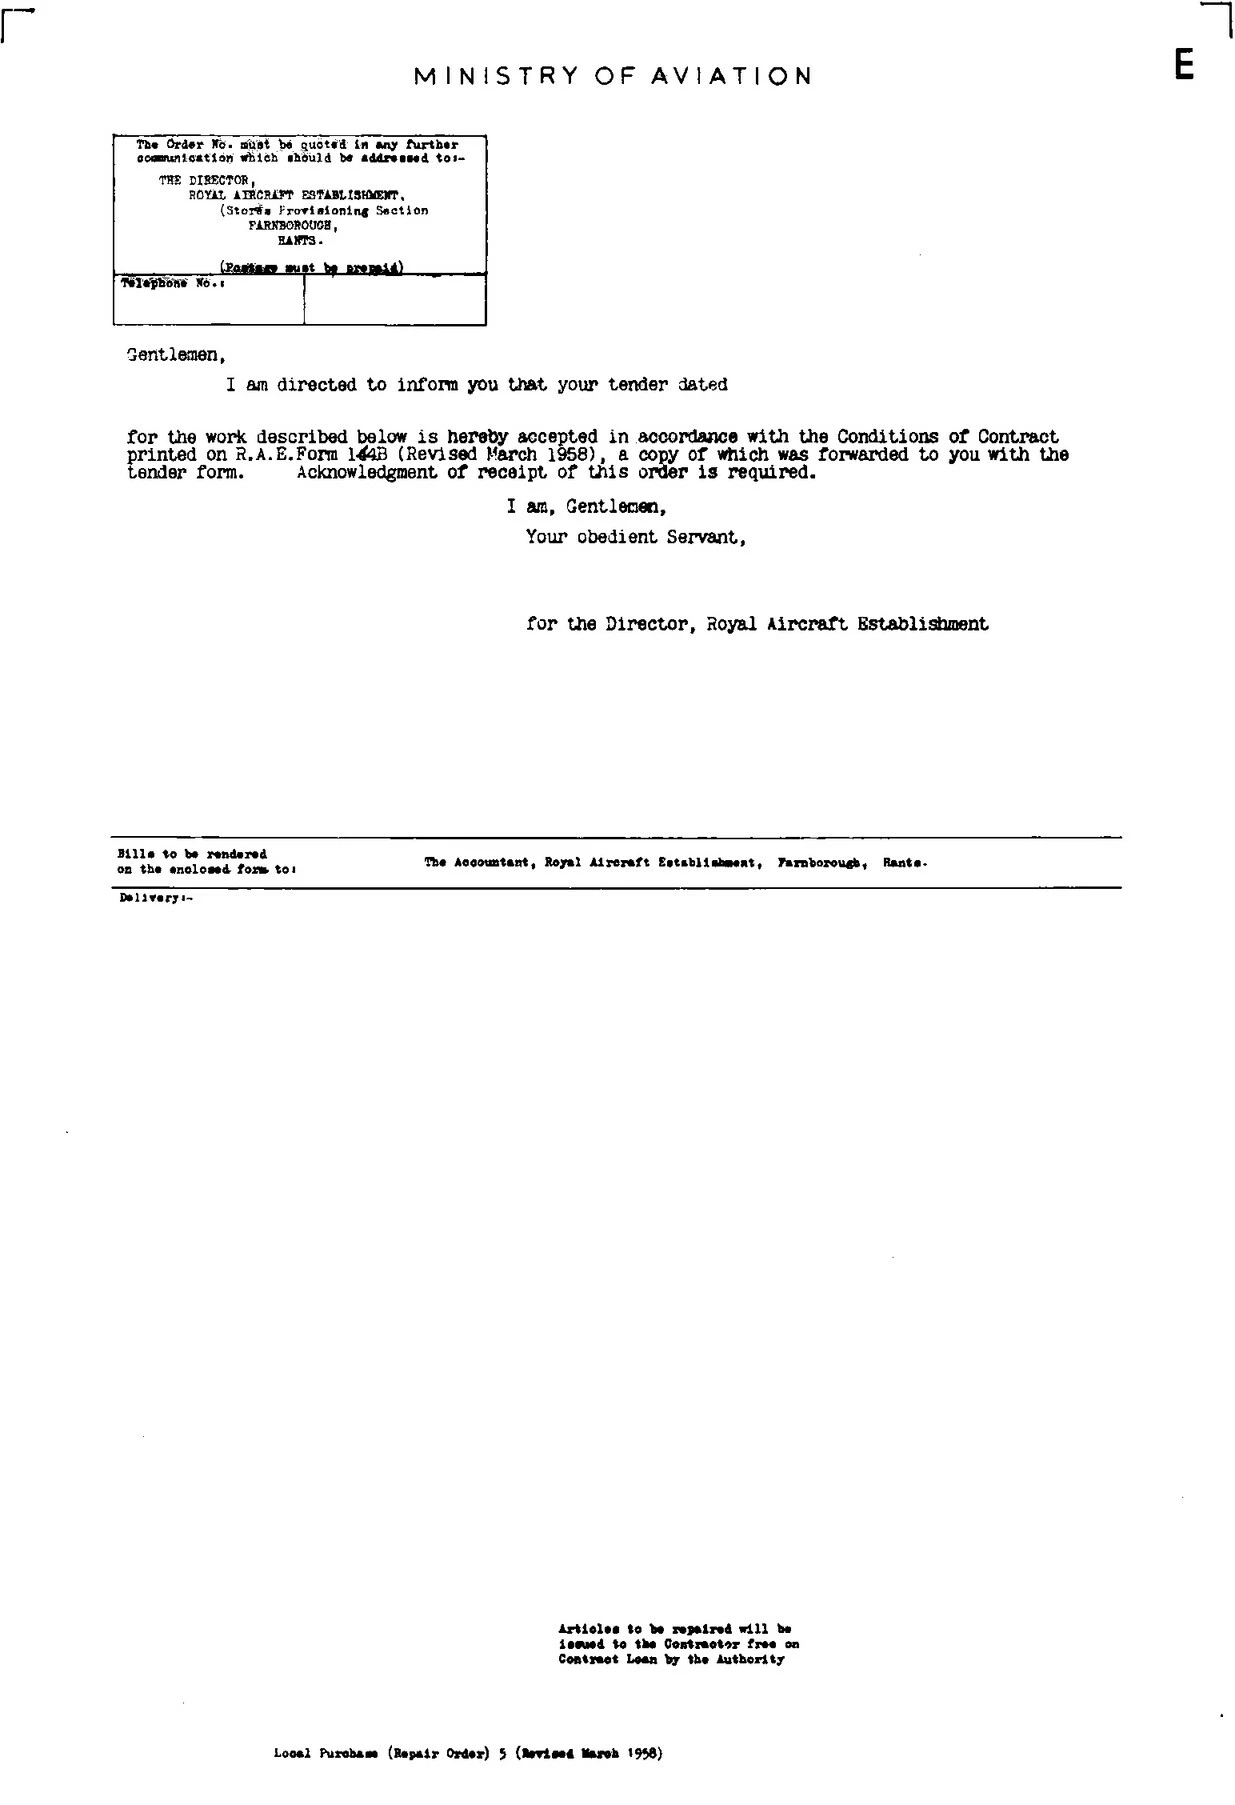 MINISTRY OF AVIATION
E
The Order No. must be quoted in any further
communication which should be addressed to:-
THE DIRECTOR,
ROYAL AIRCRAFT ESTABLISHMENT,
(Stores Provisioning Section
FARNBOROUGH,
HANTS.
(Postage must be prepaid)
Telephone No.:
Gentlemen,
I am directed to inform you that your tender dated
for the work described below is hereby accepted in accordance with the Conditions of Contract
printed on R.A.E.Form 144B (Revised March 1958), a copy of which was forwarded to you with the
tender form. Acknowledgment of receipt of this order is required.
I am, Gentlemen,
Your obedient Servant,
for the Director, Royal Aircraft Establishment
Bills to be rendered
on the enclosed form to:
The Accountant, Royal Aircraft Establishment, Farnborough, Hants.
Delivery:-
Articles to be repaired will be
issued to the Contractor free on
Contract Loan by the Authority
Local Purchase (Repair Order) 5 (Revised March 1958)